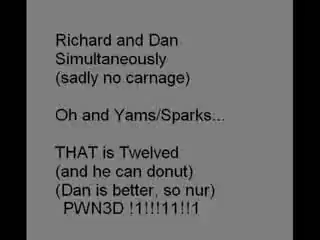 Richard and Dan
Simultaneously
(sadly no carnage)
Oh and Yams/Sparks...
THAT is Twelved
(and he can donut)
(Dan is better, so nur)
PWN3D !1!!!11!!1